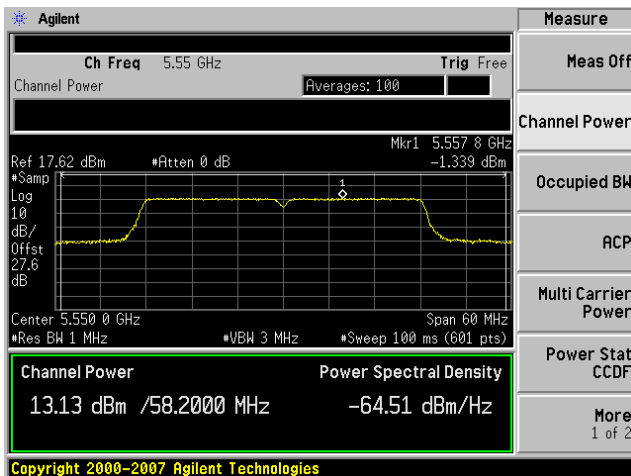 Agilent
Measure
Ch Freq 5.55 GHz Trig Free
Channel Power Averages: 100
Mkr1 5.557 8 GHz
Ref 17.62 dBm #Atten 0 dB -1.339 dBm
#Samp
Log
10
dB/
Offst
27.6
dB
1
Center 5.550 0 GHz Span 60 MHz
#Res BW 1 MHz #VBW 3 MHz #Sweep 100 ms (601 pts)
Channel Power Power Spectral Density
13.13 dBm /58.2000 MHz -64.51 dBm/Hz
Meas Off
Channel Power
Occupied BW
ACP
Multi Carrier
Power
Power Stat
CCDF
More
1 of 2
Copyright 2000-2007 Agilent Technologies